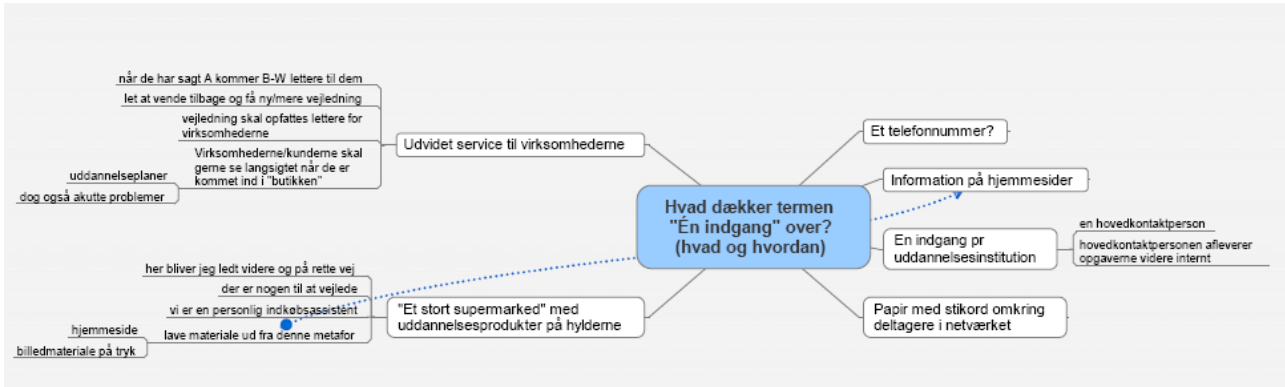 Hvad dækker termen
"Én indgang" over?
(hvad og hvordan)
Udvidet service til virksomhederne
når de har sagt A kommer B-W lettere til dem
let at vende tilbage og få ny/mere vejledning
vejledning skal opfattes lettere for
virksomhederne
Virksomhederne/kunderne skal
gerne se langsigtet når de er
kommet ind i "butikken"
uddannelseplaner
dog også akutte problemer
"Et stort supermarked" med
uddannelsesprodukter på hylderne
her bliver jeg ledt videre og på rette vej
der er nogen til at vejlede
vi er en personlig indkøbsassistent
lave materiale ud fra denne metafor
hjemmeside
billedmateriale på tryk
Et telefonnummer?
Information på hjemmesider
En indgang pr
uddannelsesinstitution
en hovedkontaktperson
hovedkontaktpersonen afleverer
opgaverne videre internt
Papir med stikord omkring
deltagere i netværket